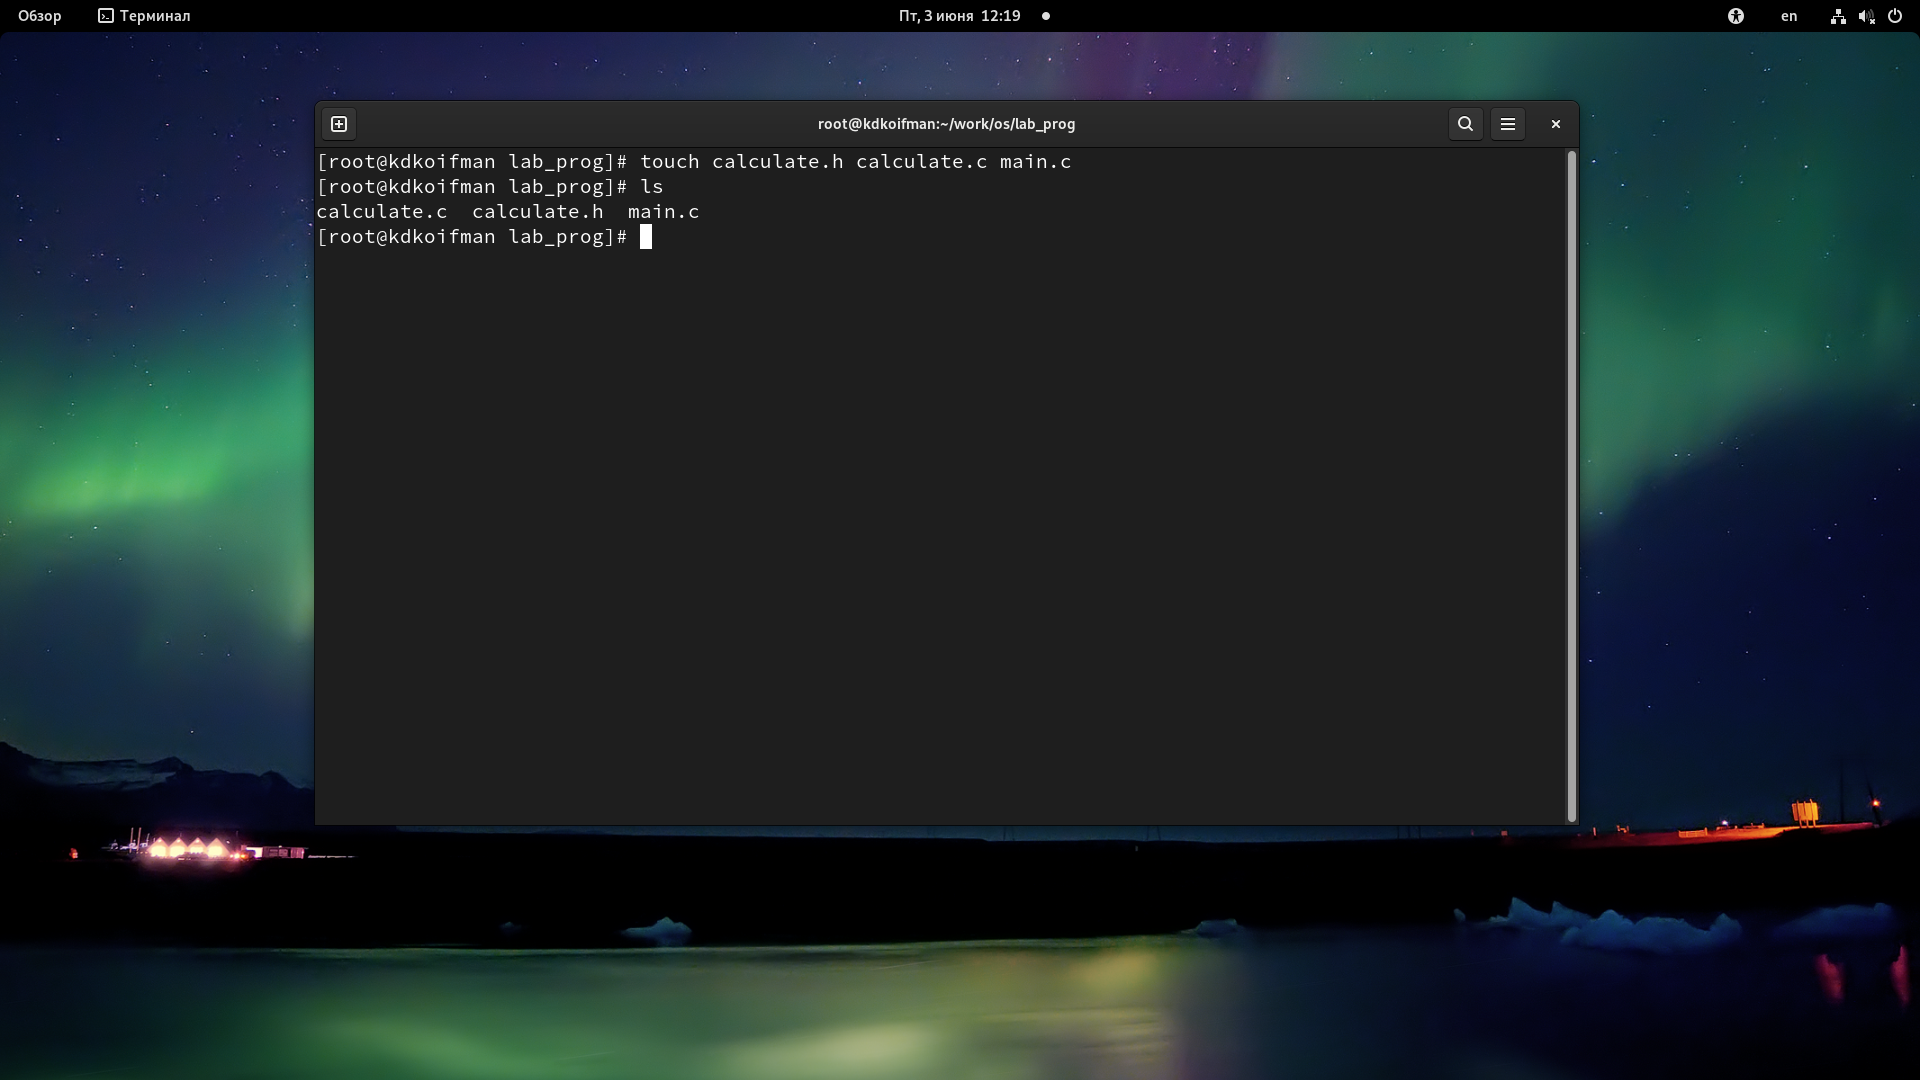 Обзор Терминал Пт, 3 июня 12:19 en
root@kdkoifman:~/work/os/lab_prog
[root@kdkoifman lab_prog]# touch calculate.h calculate.c main.c
[root@kdkoifman lab_prog]# ls
calculate.c  calculate.h  main.c
[root@kdkoifman lab_prog]#